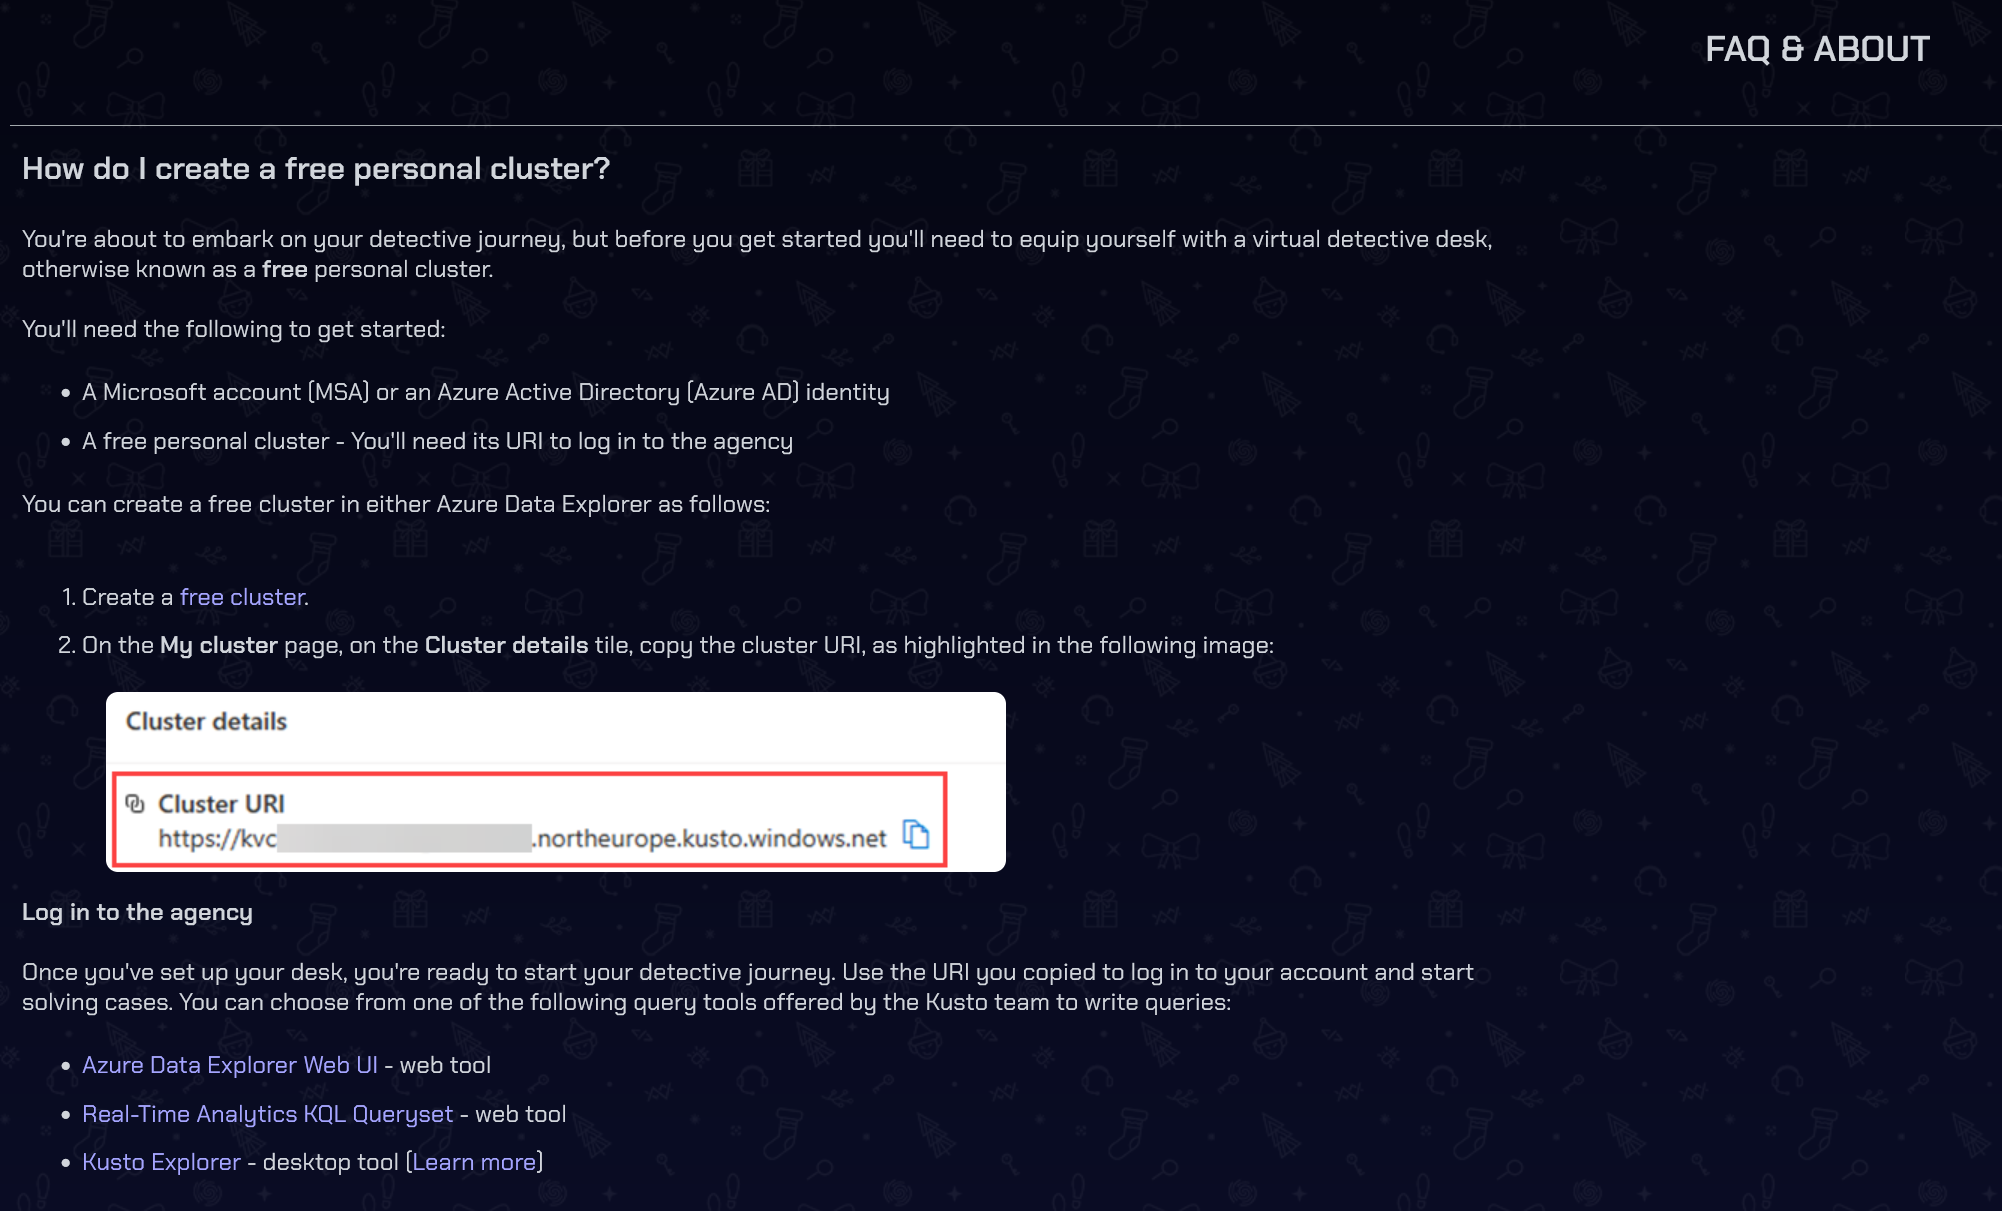 FAQ & ABOUT
How do I create a free personal cluster?
You're about to embark on your detective journey, but before you get started you'll need to equip yourself with a virtual detective desk,
otherwise known as a free personal cluster.
You'll need the following to get started:
• A Microsoft account (MSA) or an Azure Active Directory (Azure AD) identity
• A free personal cluster - You'll need its URI to log in to the agency
You can create a free cluster in either Azure Data Explorer as follows:
1. Create a free cluster.
2. On the My cluster page, on the Cluster details tile, copy the cluster URI, as highlighted in the following image:
Cluster details
Cluster URI
https://kvc .northeurope.kusto.windows.net
Log in to the agency
Once you've set up your desk, you're ready to start your detective journey. Use the URI you copied to log in to your account and start
solving cases. You can choose from one of the following query tools offered by the Kusto team to write queries:
• Azure Data Explorer Web UI - web tool
• Real-Time Analytics KQL Queryset - web tool
• Kusto Explorer - desktop tool (Learn more)